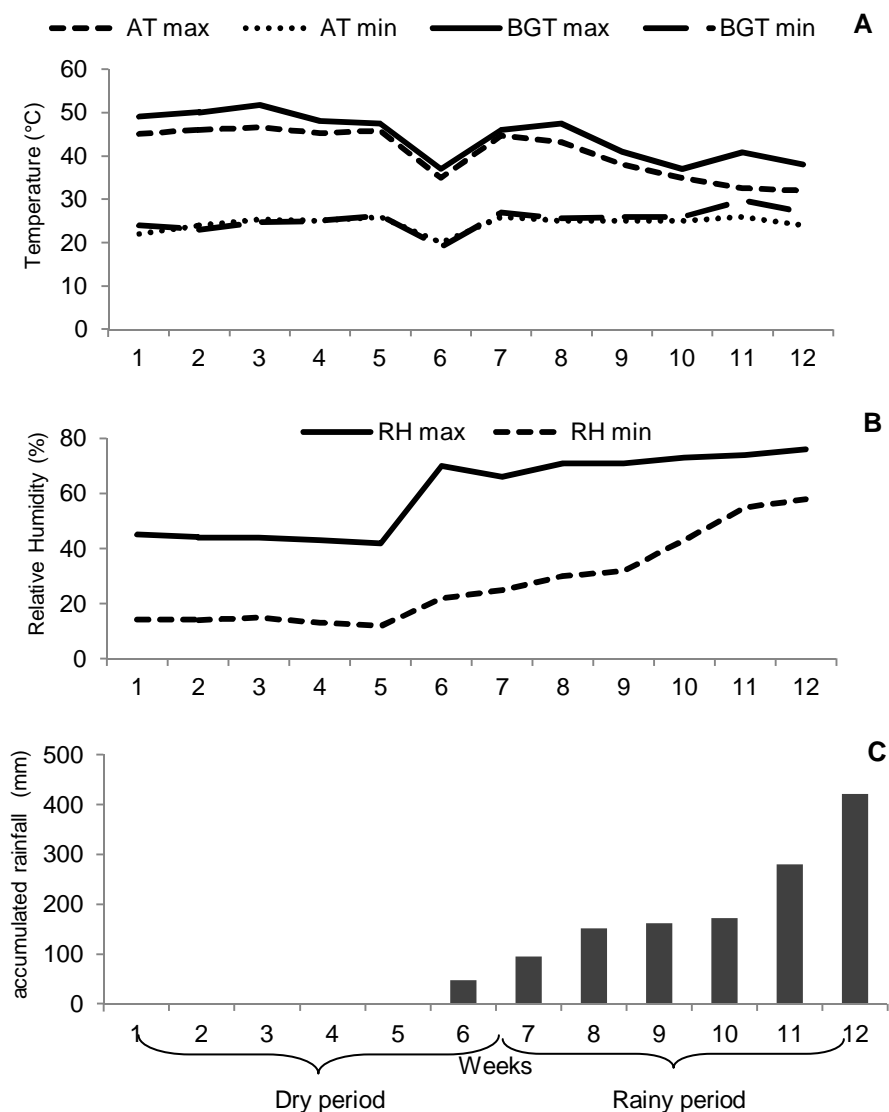 AT max AT min BGT max BGT min A
60
50
40
30
20
10
0
Temperature (°C)
1 2 3 4 5 6 7 8 9 10 11 12
B
RH max RH min
80
60
40
20
0
Relative Humidity (%)
1 2 3 4 5 6 7 8 9 10 11 12
C
500
400
300
200
100
0
accumulated rainfall (mm)
1 2 3 4 5 6 7 8 9 10 11 12
Weeks
Dry period Rainy period